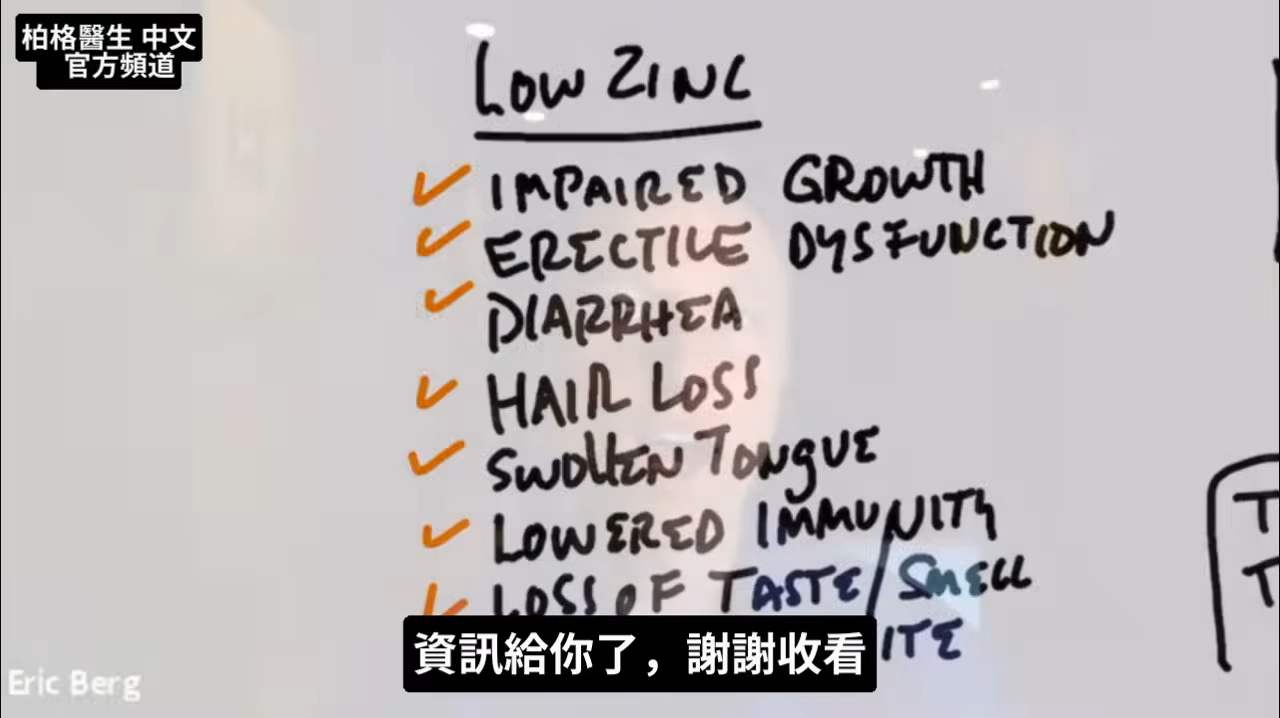 柏格醫生 中文
官方頻道
LOW ZINC
IMPAIRED GROWTH
ERECTILE DYSFUNCTION
DIARRHEA
HAIR LOSS
SWOLLEN TONGUE
LOWERED IMMUNITY
LOSS OF TASTE/SMELL
ITE
資訊給你了，謝謝收看
Eric Berg
T
T